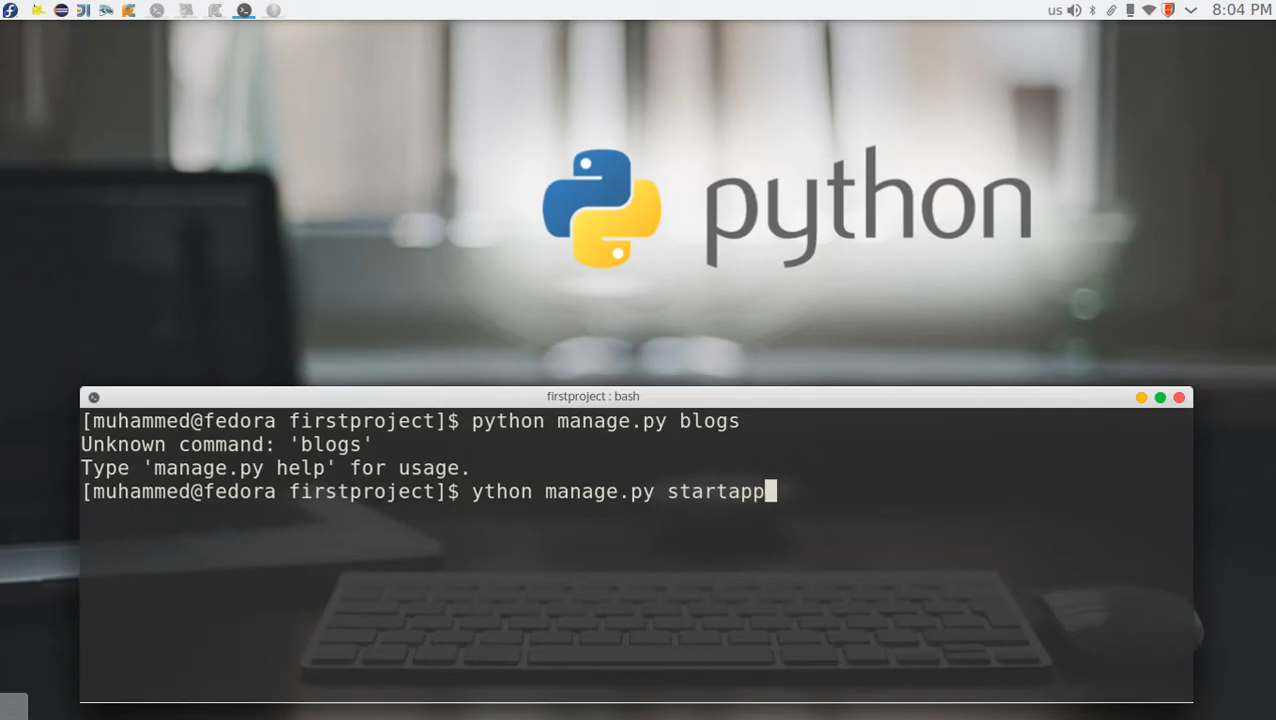 us 8:04 PM
python
firstproject : bash
[muhammed@fedora firstproject]$ python manage.py blogs
Unknown command: 'blogs'
Type 'manage.py help' for usage.
[muhammed@fedora firstproject]$ ython manage.py startapp